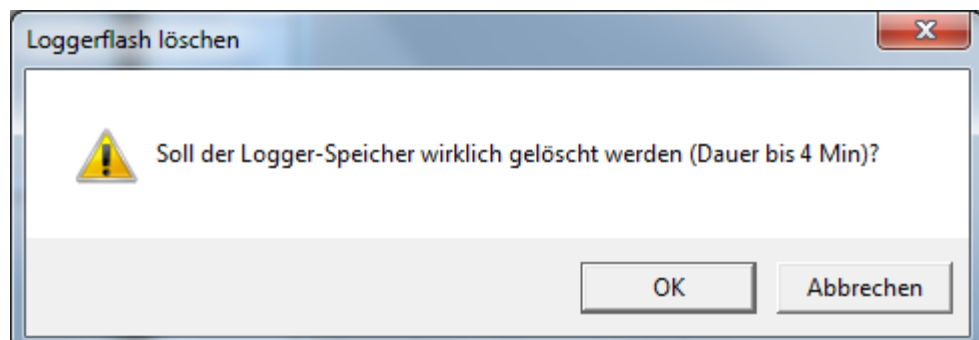 Loggerflash löschen
Soll der Logger-Speicher wirklich gelöscht werden (Dauer bis 4 Min)?
OK
Abbrechen